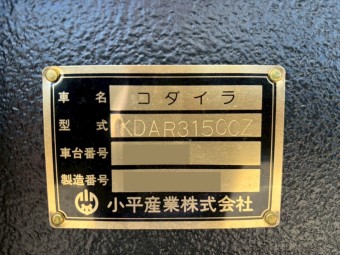 車名 コダイラ
型式 KDAR315CCZ
車台番号
製造番号
小平産業株式会社